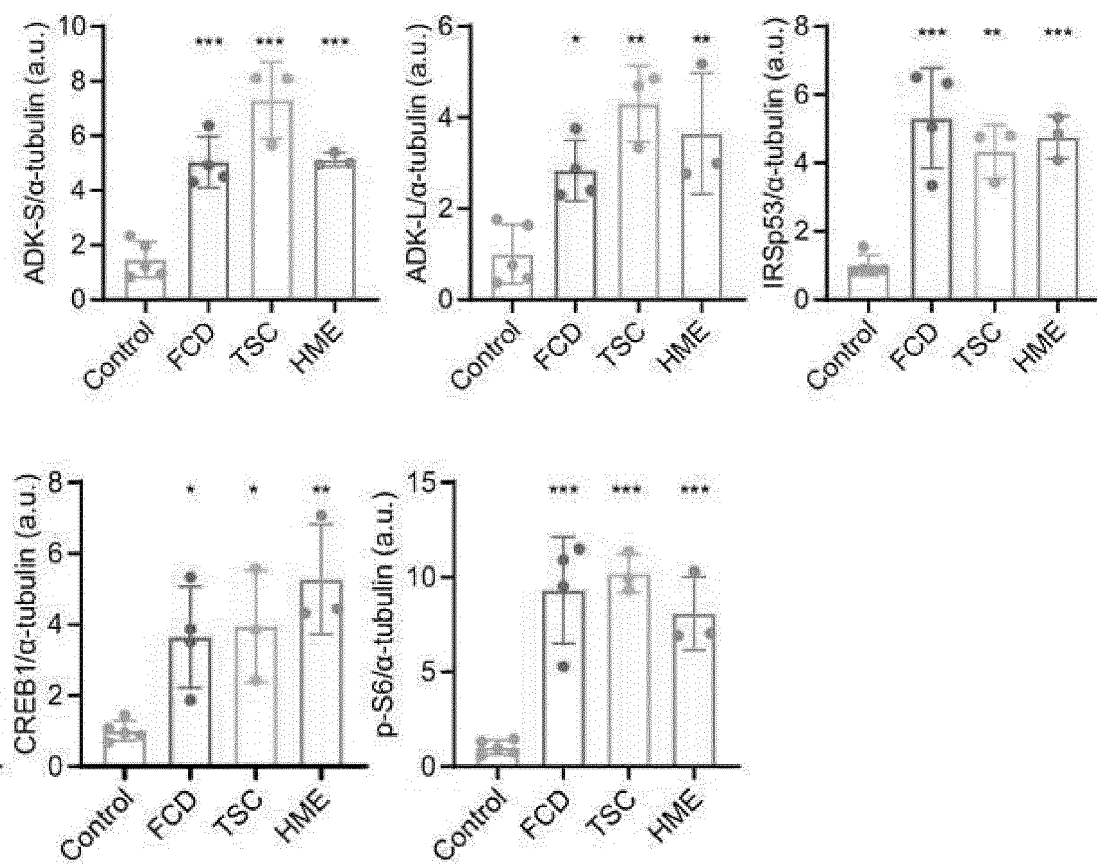 ADK-S/α-tubulin (a.u.)
10
8
6
4
2
0
*** *** ***
Control FCD TSC HME
ADK-L/α-tubulin (a.u.)
6
4
2
0
* ** **
Control FCD TSC HME
IRSp53/α-tubulin (a.u.)
8
6
4
2
0
*** ** ***
Control FCD TSC HME
CREB1/α-tubulin (a.u.)
8
6
4
2
0
* * **
Control FCD TSC HME
p-S6/α-tubulin (a.u.)
15
10
5
0
*** *** ***
Control FCD TSC HME